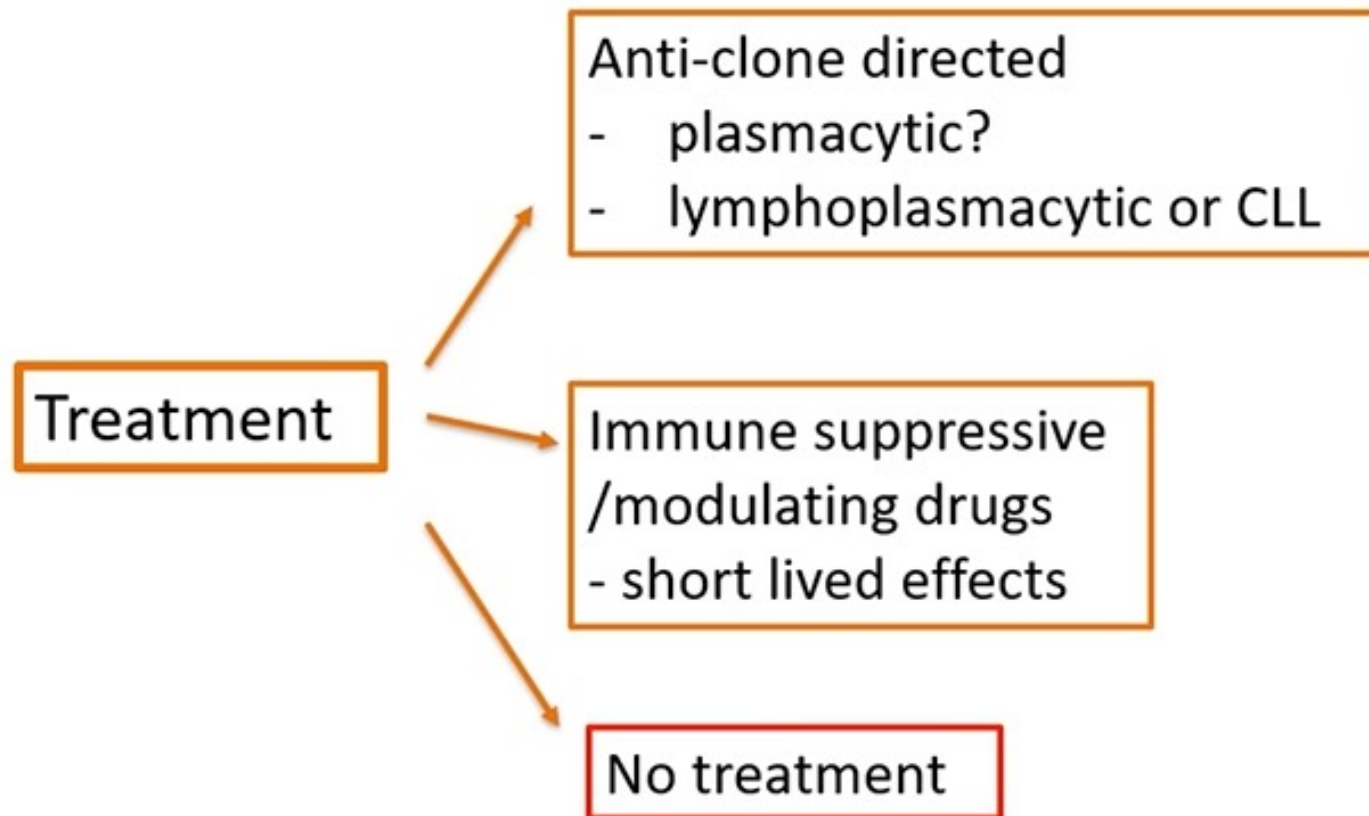 Anti-clone directed
- plasmacytic?
- lymphoplasmacytic or CLL
Treatment
Immune suppressive
/modulating drugs
- short lived effects
No treatment